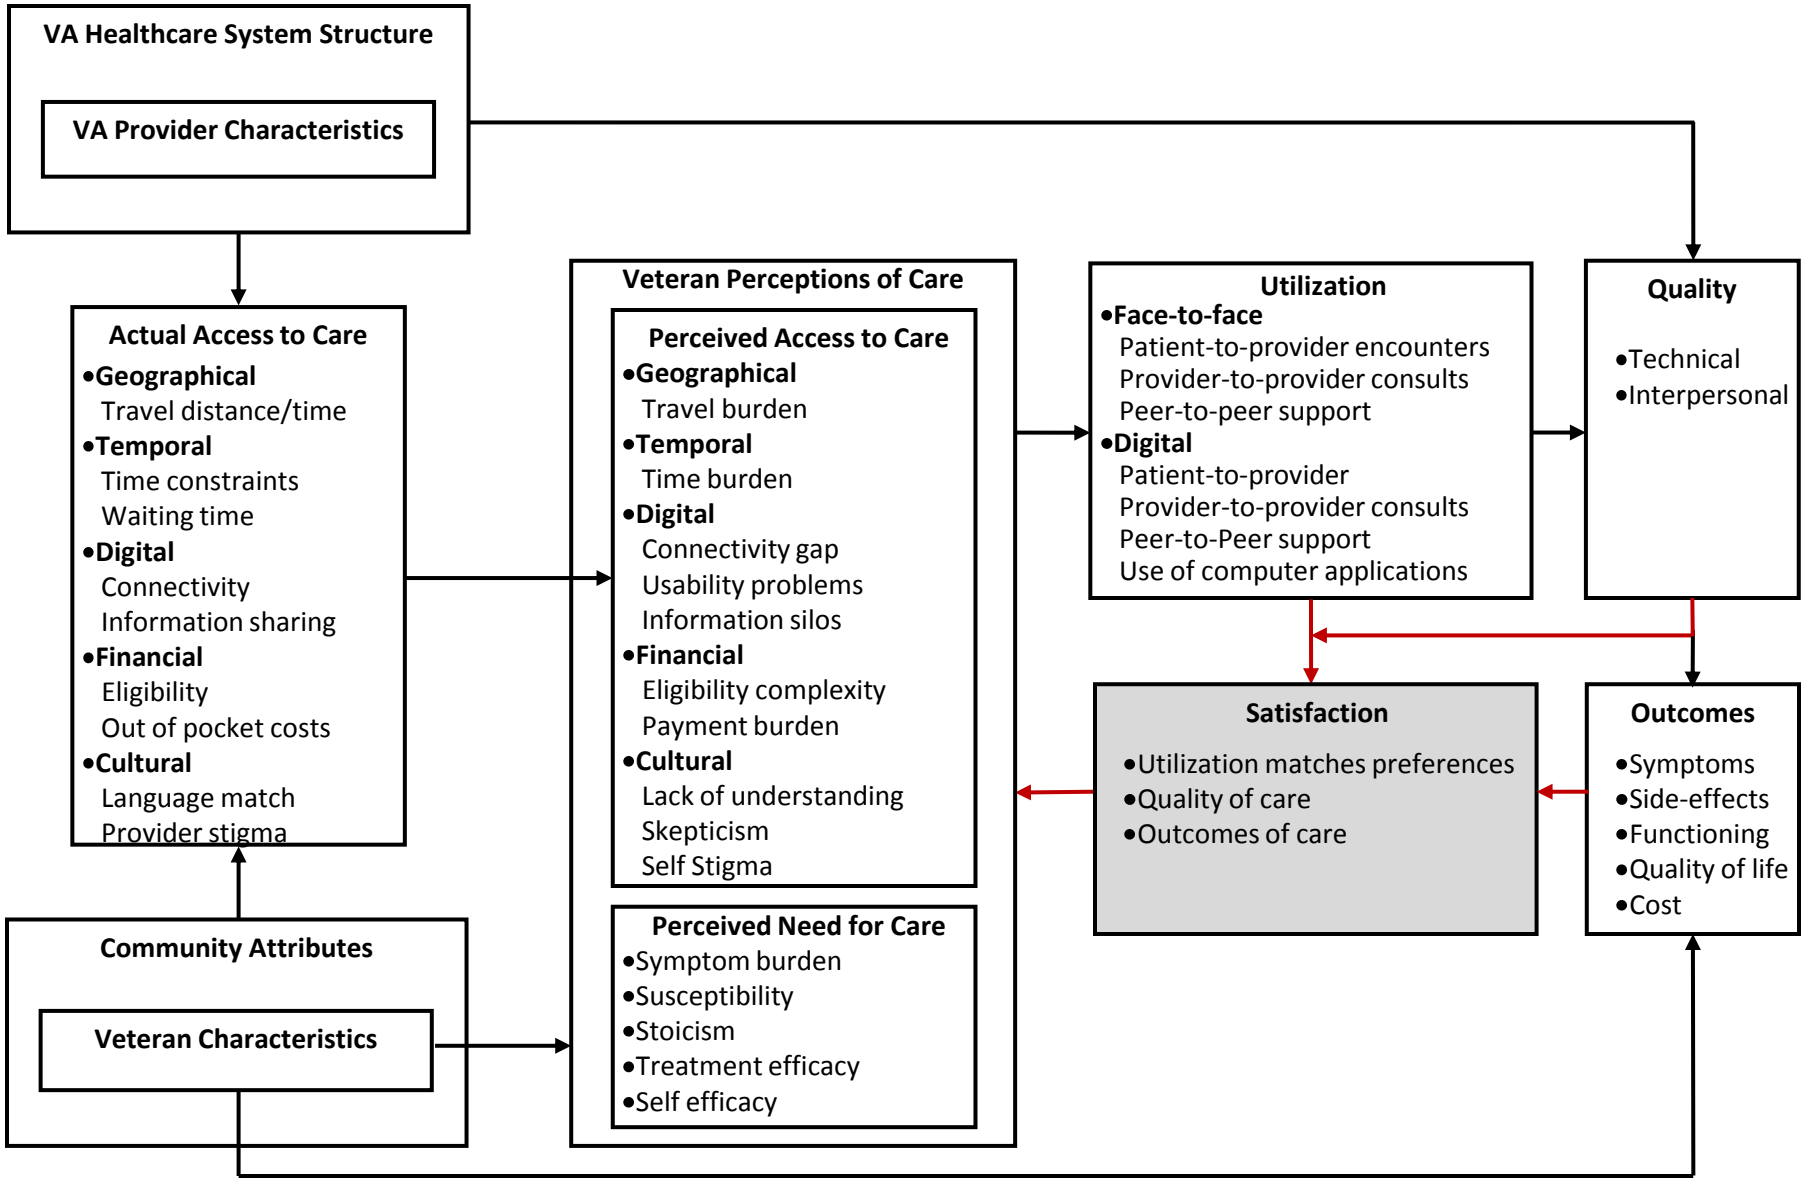 VA Healthcare System Structure
VA Provider Characteristics
Actual Access to Care
•Geographical
Travel distance/time
•Temporal
Time constraints
Waiting time
•Digital
Connectivity
Information sharing
•Financial
Eligibility
Out of pocket costs
•Cultural
Language match
Provider stigma
Community Attributes
Veteran Characteristics
Veteran Perceptions of Care
Perceived Access to Care
•Geographical
Travel burden
•Temporal
Time burden
•Digital
Connectivity gap
Usability problems
Information silos
•Financial
Eligibility complexity
Payment burden
•Cultural
Lack of understanding
Skepticism
Self Stigma
Perceived Need for Care
•Symptom burden
•Susceptibility
•Stoicism
•Treatment efficacy
•Self efficacy
Utilization
•Face-to-face
Patient-to-provider encounters
Provider-to-provider consults
Peer-to-peer support
•Digital
Patient-to-provider
Provider-to-provider consults
Peer-to-Peer support
Use of computer applications
Quality
•Technical
•Interpersonal
Satisfaction
•Utilization matches preferences
•Quality of care
•Outcomes of care
Outcomes
•Symptoms
•Side-effects
•Functioning
•Quality of life
•Cost